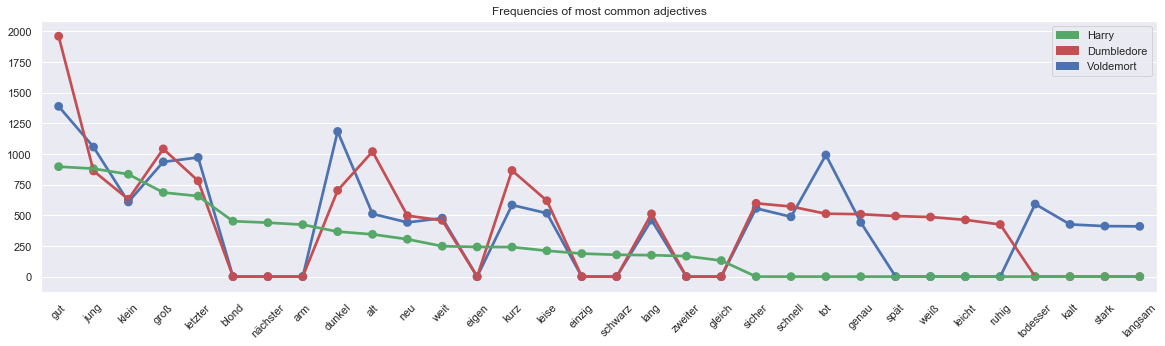 Frequencies of most common adjectives
Harry
Dumbledore
Voldemort
2000
1750
1500
1250
1000
750
500
250
0
gut
jung
klein
groß
letzter
blond
nächster
arm
dunkel
alt
neu
weit
eigen
kurz
leise
einzig
schwarz
lang
zweiter
gleich
sicher
schnell
tot
genau
spät
weiß
leicht
ruhig
todesser
kalt
stark
langsam